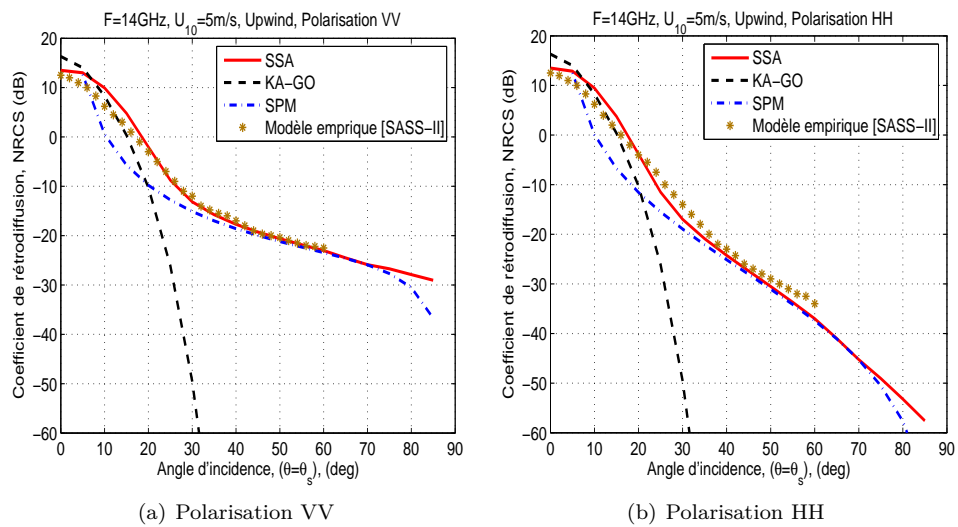 F=14GHz, U10=5m/s, Upwind, Polarisation VV
Coefficient de rétrodiffusion, NRCS (dB)
20
10
0
−10
−20
−30
−40
−50
−60
SSA
KA−GO
SPM
Modèle emprique [SASS−II]
0 10 20 30 40 50 60 70 80 90
Angle d'incidence, (θ=θs), (deg)
(a) Polarisation VV
F=14GHz, U10=5m/s, Upwind, Polarisation HH
Coefficient de rétrodiffusion, NRCS (dB)
20
10
0
−10
−20
−30
−40
−50
−60
SSA
KA−GO
SPM
Modèle empirique [SASS−II]
0 10 20 30 40 50 60 70 80 90
Angle d'incidence, (θ=θs), (deg)
(b) Polarisation HH